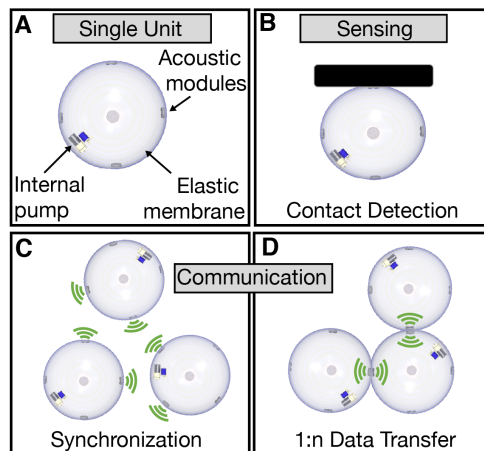 A
Single Unit
Acoustic
modules
Internal
pump
Elastic
membrane
B
Sensing
Contact Detection
C
Communication
Synchronization
D
1:n Data Transfer